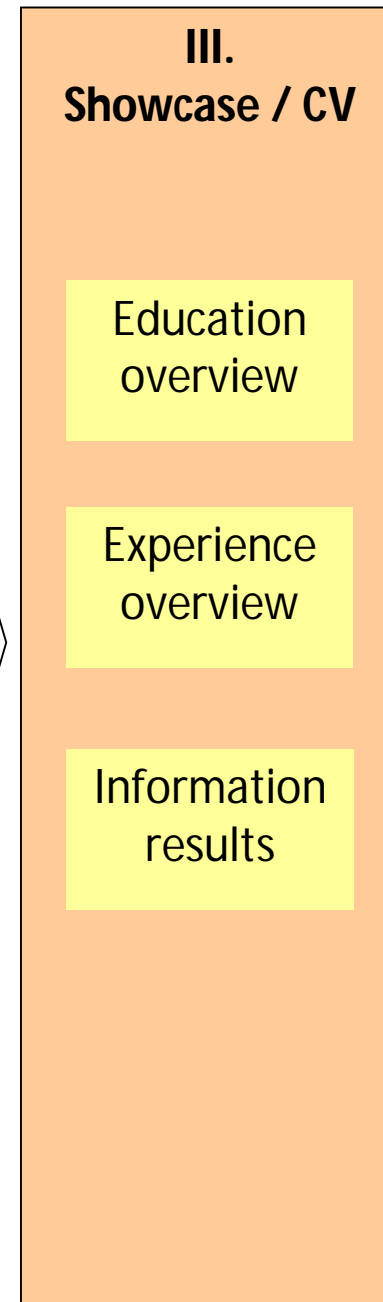 III.
Showcase / CV
Education
overview
Experience
overview
Information
results